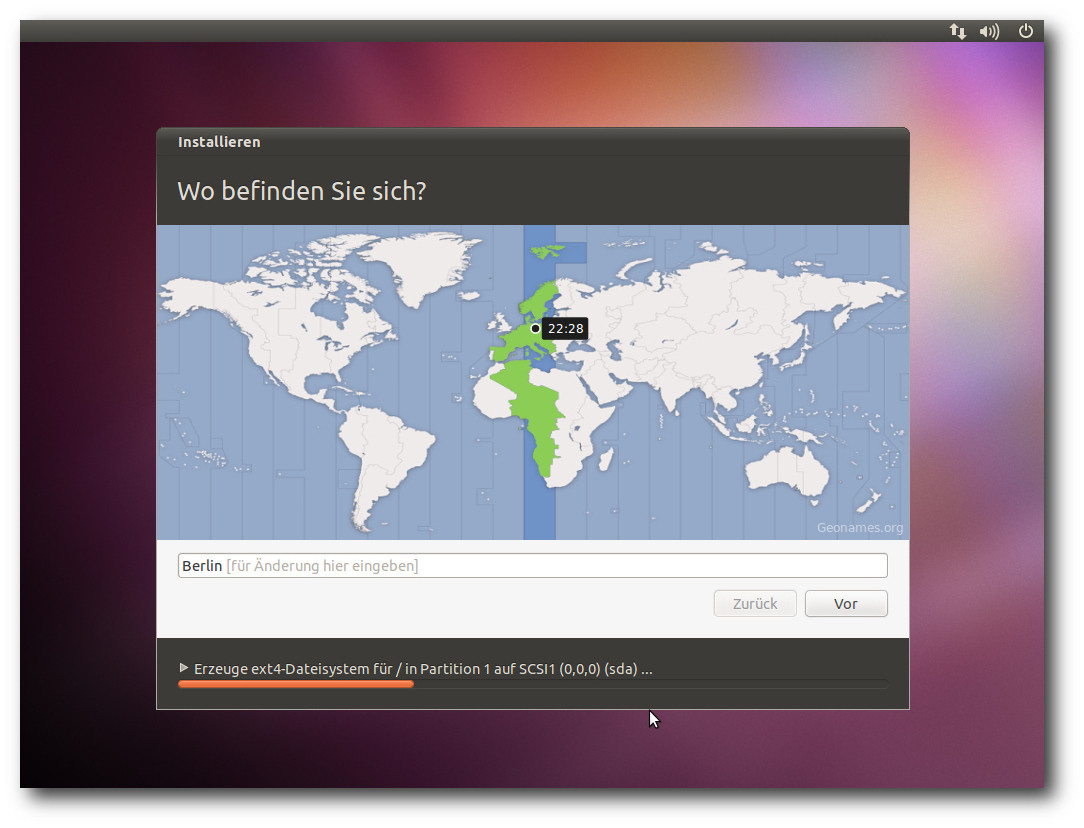 Installieren
Wo befinden Sie sich?
22:28
Geonames.org
Berlin [für Änderung hier eingeben]
Zurück Vor
Erzeuge ext4-Dateisystem für / in Partition 1 auf SCSI1 (0,0,0) (sda) ...